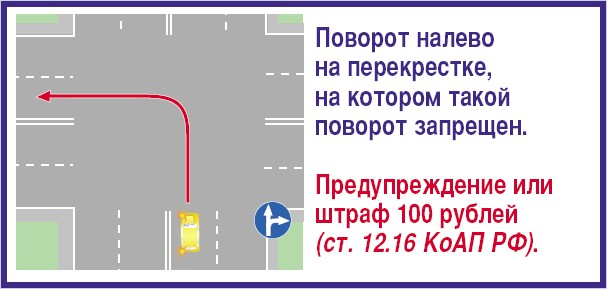 Поворот налево
на перекрестке,
на котором такой
поворот запрещен.
Предупреждение или
штраф 100 рублей
(ст. 12.16 КоАП РФ).